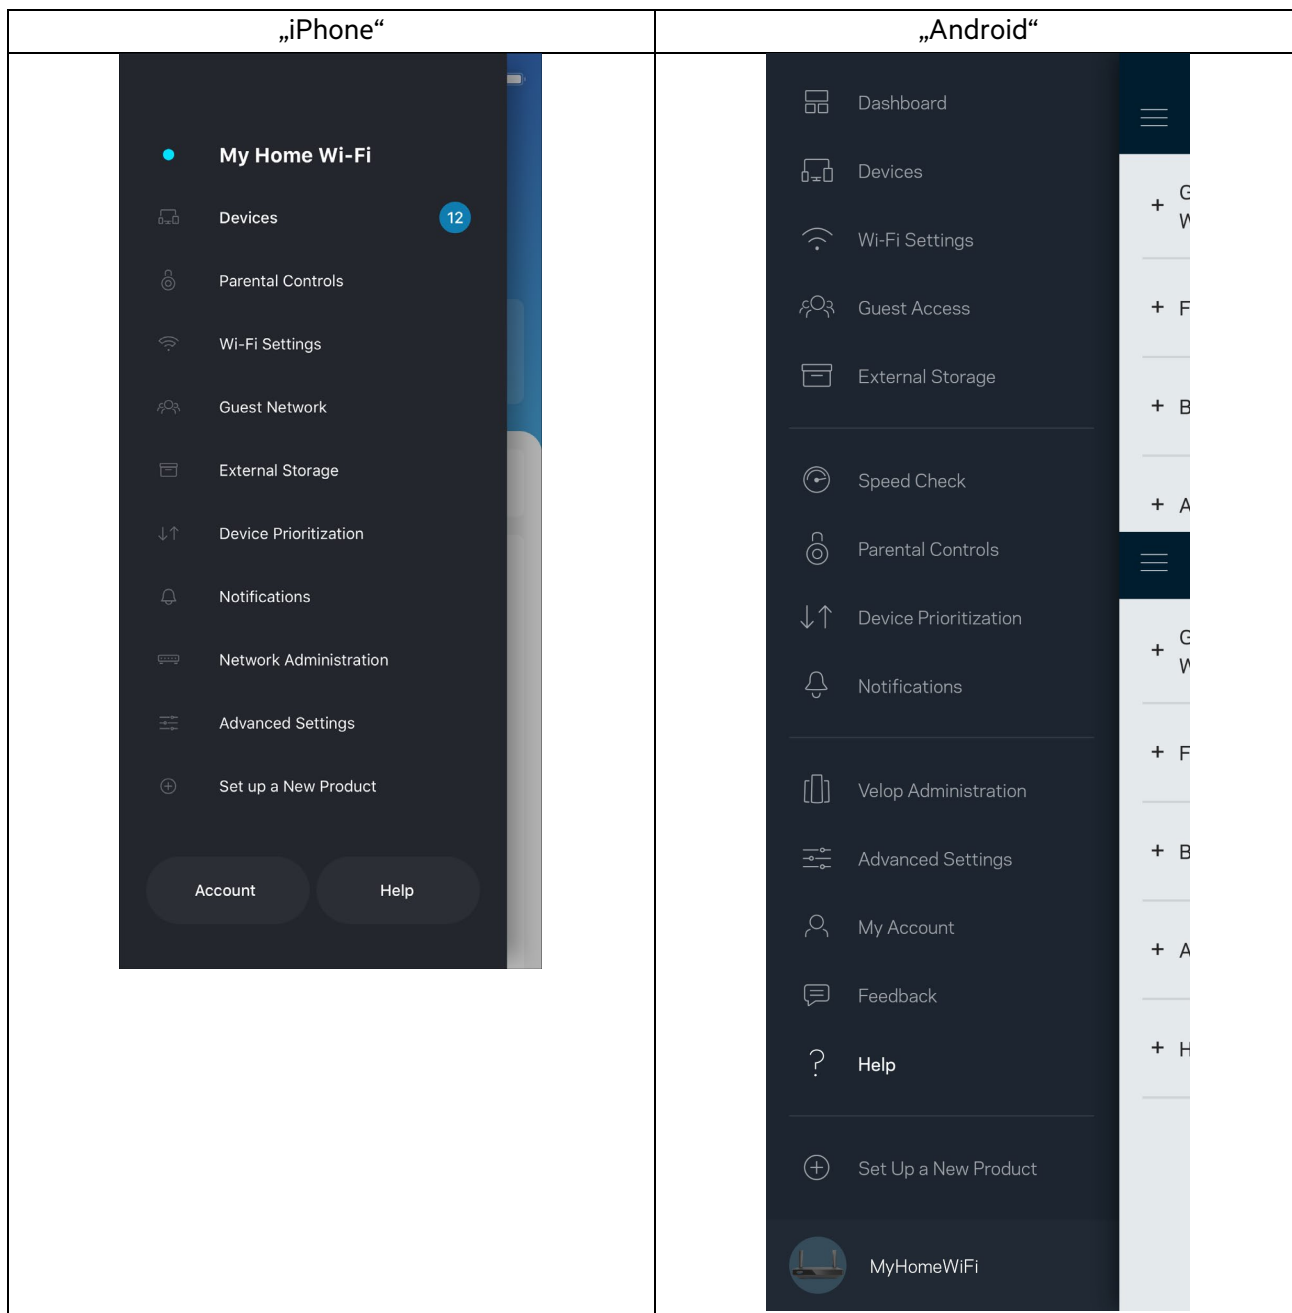 „iPhone“
„Android“
My Home Wi-Fi
Devices 12
Parental Controls
Wi-Fi Settings
Guest Network
External Storage
Device Prioritization
Notifications
Network Administration
Advanced Settings
Set up a New Product
Account Help
Dashboard
Devices
Wi-Fi Settings
Guest Access
External Storage
Speed Check
Parental Controls
Device Prioritization
Notifications
Velop Administration
Advanced Settings
My Account
Feedback
? Help
Set Up a New Product
MyHomeWiFi
+ G
W
+ F
+ B
+ A
+ G
W
+ F
+ B
+ A
+ H